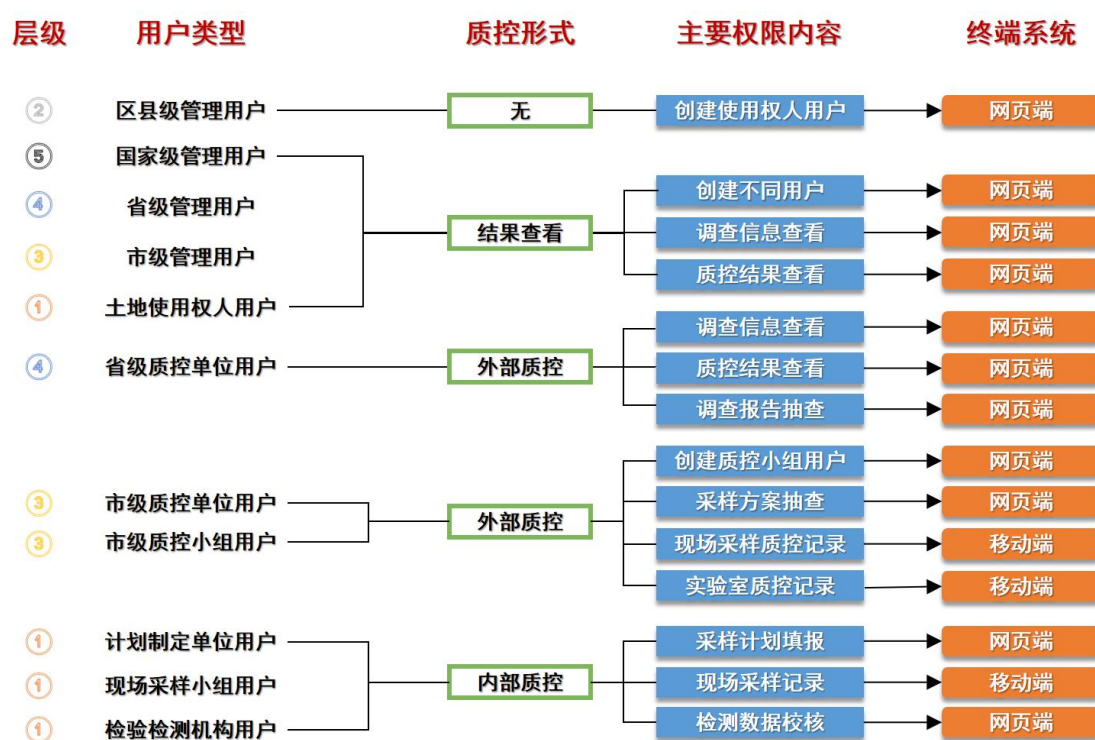 层级 用户类型 质控形式 主要权限内容 终端系统
② 区县级管理用户 无 创建使用权人用户 网页端
⑤ 国家级管理用户
④ 省级管理用户 创建不同用户 网页端
结果查看 调查信息查看 网页端
③ 市级管理用户 质控结果查看 网页端
① 土地使用权人用户
调查信息查看 网页端
④ 省级质控单位用户 外部质控 质控结果查看 网页端
调查报告抽查 网页端
创建质控小组用户 网页端
③ 市级质控单位用户 采样方案抽查 网页端
外部质控
③ 市级质控小组用户 现场采样质控记录 移动端
实验室质控记录 移动端
① 计划制定单位用户 采样计划填报 网页端
① 现场采样小组用户 内部质控 现场采样记录 移动端
① 检验检测机构用户 检测数据校核 网页端